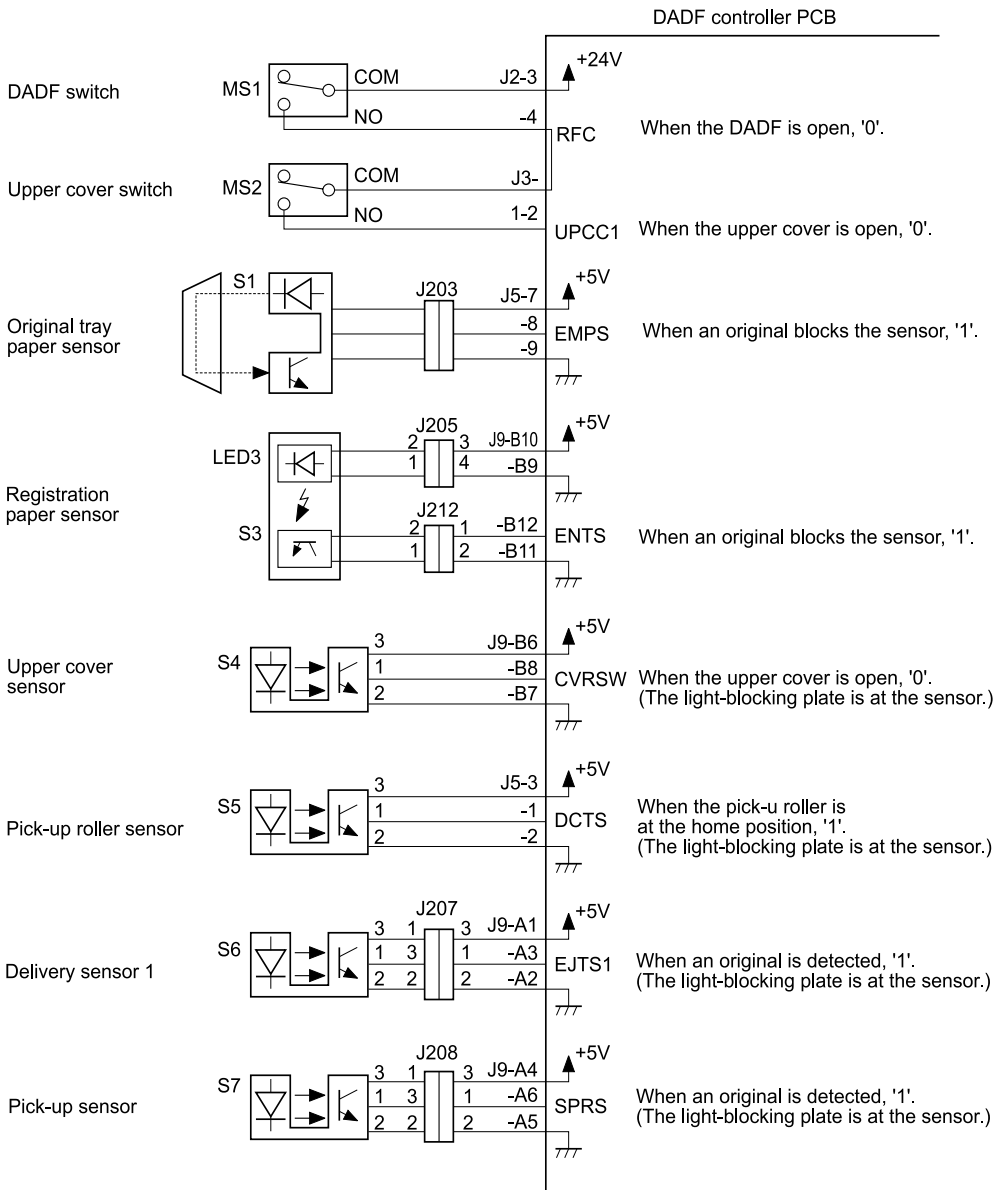 DADF controller PCB
+24V
DADF switch
MS1
COM
J2-3
NO
-4
RFC
When the DADF is open, '0'.
Upper cover switch
MS2
COM
J3-
NO
1-2
UPCC1
When the upper cover is open, '0'.
Original tray
paper sensor
S1
J203
J5-7
+5V
-8
EMPS
When an original blocks the sensor, '1'.
-9
Registration
paper sensor
LED3
J205
2 3 J9-B10
+5V
1 4 -B9
S3
J212
2 1 -B12
ENTS
When an original blocks the sensor, '1'.
1 2 -B11
Upper cover
sensor
S4
3 J9-B6
+5V
1 -B8
CVRSW
When the upper cover is open, '0'.
(The light-blocking plate is at the sensor.)
2 -B7
Pick-up roller sensor
S5
3 J5-3
+5V
1 -1
DCTS
When the pick-u roller is
at the home position, '1'.
(The light-blocking plate is at the sensor.)
2 -2
Delivery sensor 1
S6
J207
3 1 3 J9-A1
+5V
1 3 1 -A3
EJTS1
When an original is detected, '1'.
(The light-blocking plate is at the sensor.)
2 2 2 -A2
Pick-up sensor
S7
J208
3 1 3 J9-A4
+5V
1 3 1 -A6
SPRS
When an original is detected, '1'.
(The light-blocking plate is at the sensor.)
2 2 2 -A5